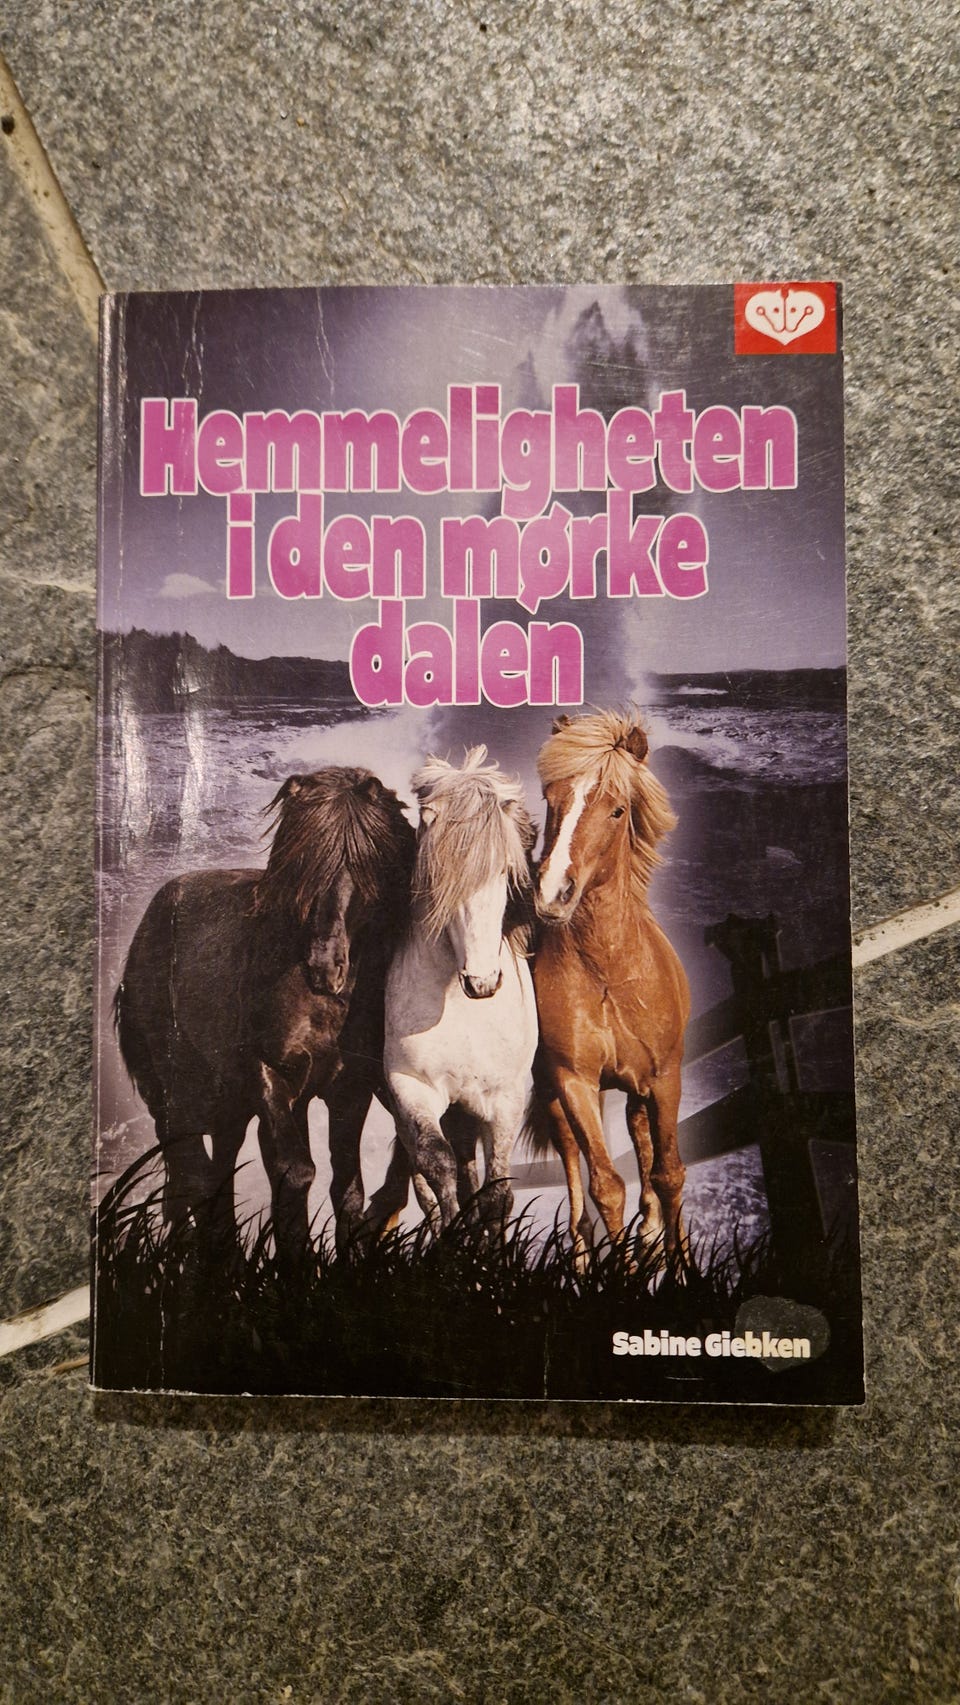 Hemmeligheten
i den mørke
dalen
Sabine Giebken